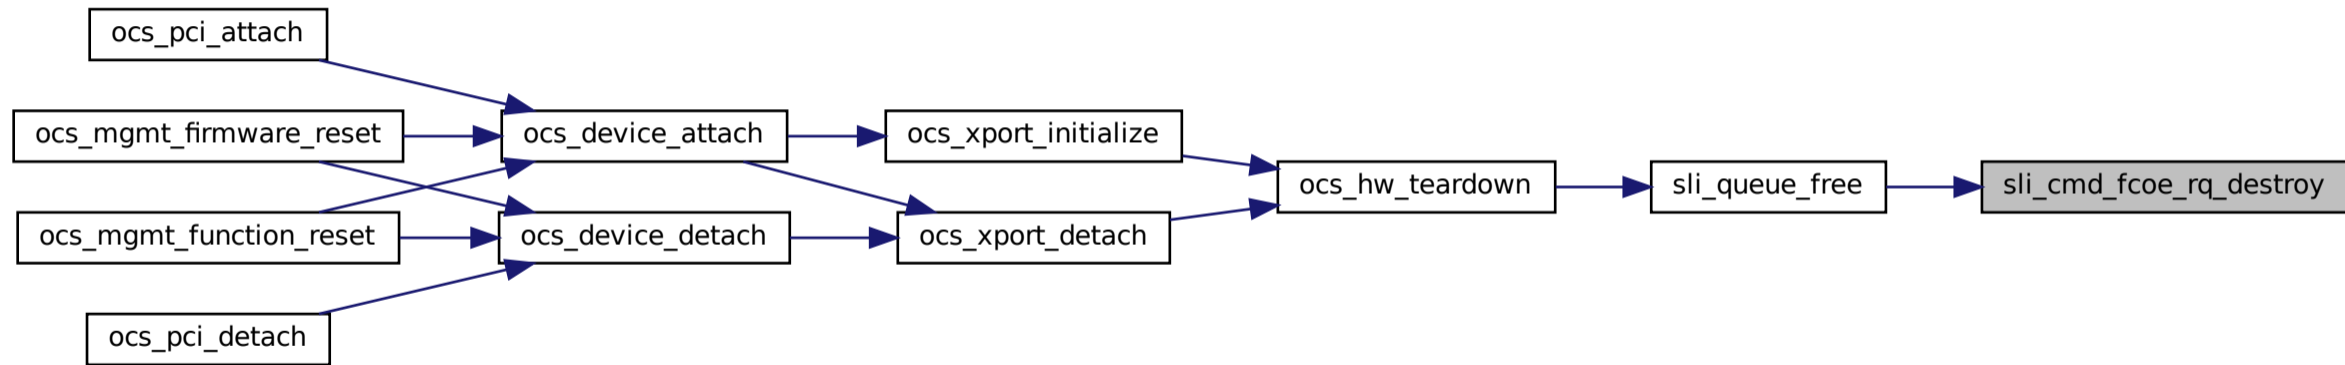 ocs_pci_attach
ocs_mgmt_firmware_reset
ocs_device_attach
ocs_xport_initialize
ocs_hw_teardown
sli_queue_free
sli_cmd_fcoe_rq_destroy
ocs_mgmt_function_reset
ocs_device_detach
ocs_xport_detach
ocs_pci_detach